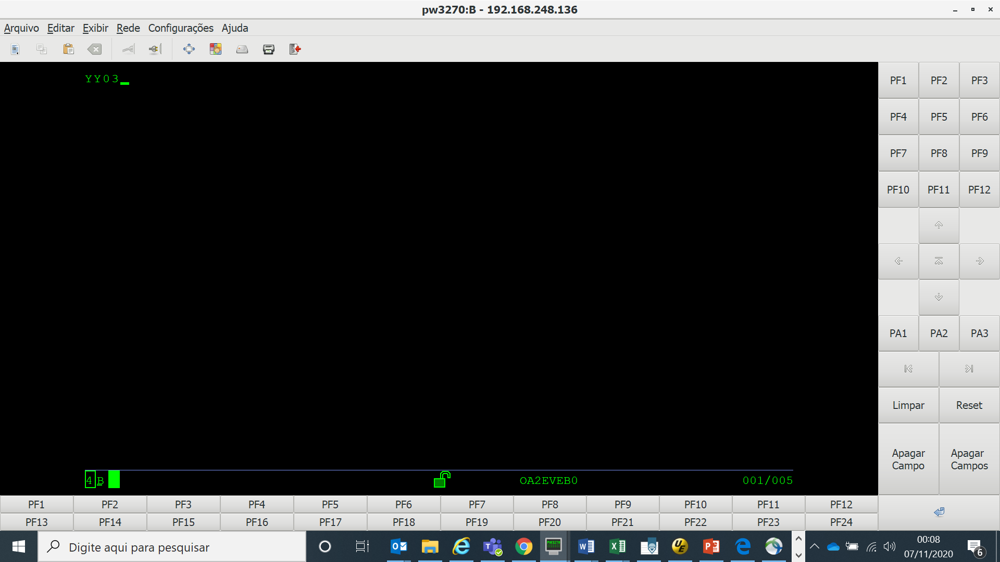 pw3270:B - 192.168.248.136
Arquivo Editar Exibir Rede Configurações Ajuda
YY03
PF1 PF2 PF3
PF4 PF5 PF6
PF7 PF8 PF9
PF10 PF11 PF12
PA1 PA2 PA3
Limpar Reset
Apagar Campo Apagar Campos
4 B OA2EVEB0 001/005
PF1 PF2 PF3 PF4 PF5 PF6 PF7 PF8 PF9 PF10 PF11 PF12
PF13 PF14 PF15 PF16 PF17 PF18 PF19 PF20 PF21 PF22 PF23 PF24
Digite aqui para pesquisar
PW3270
UE
00:08
07/11/2020
6